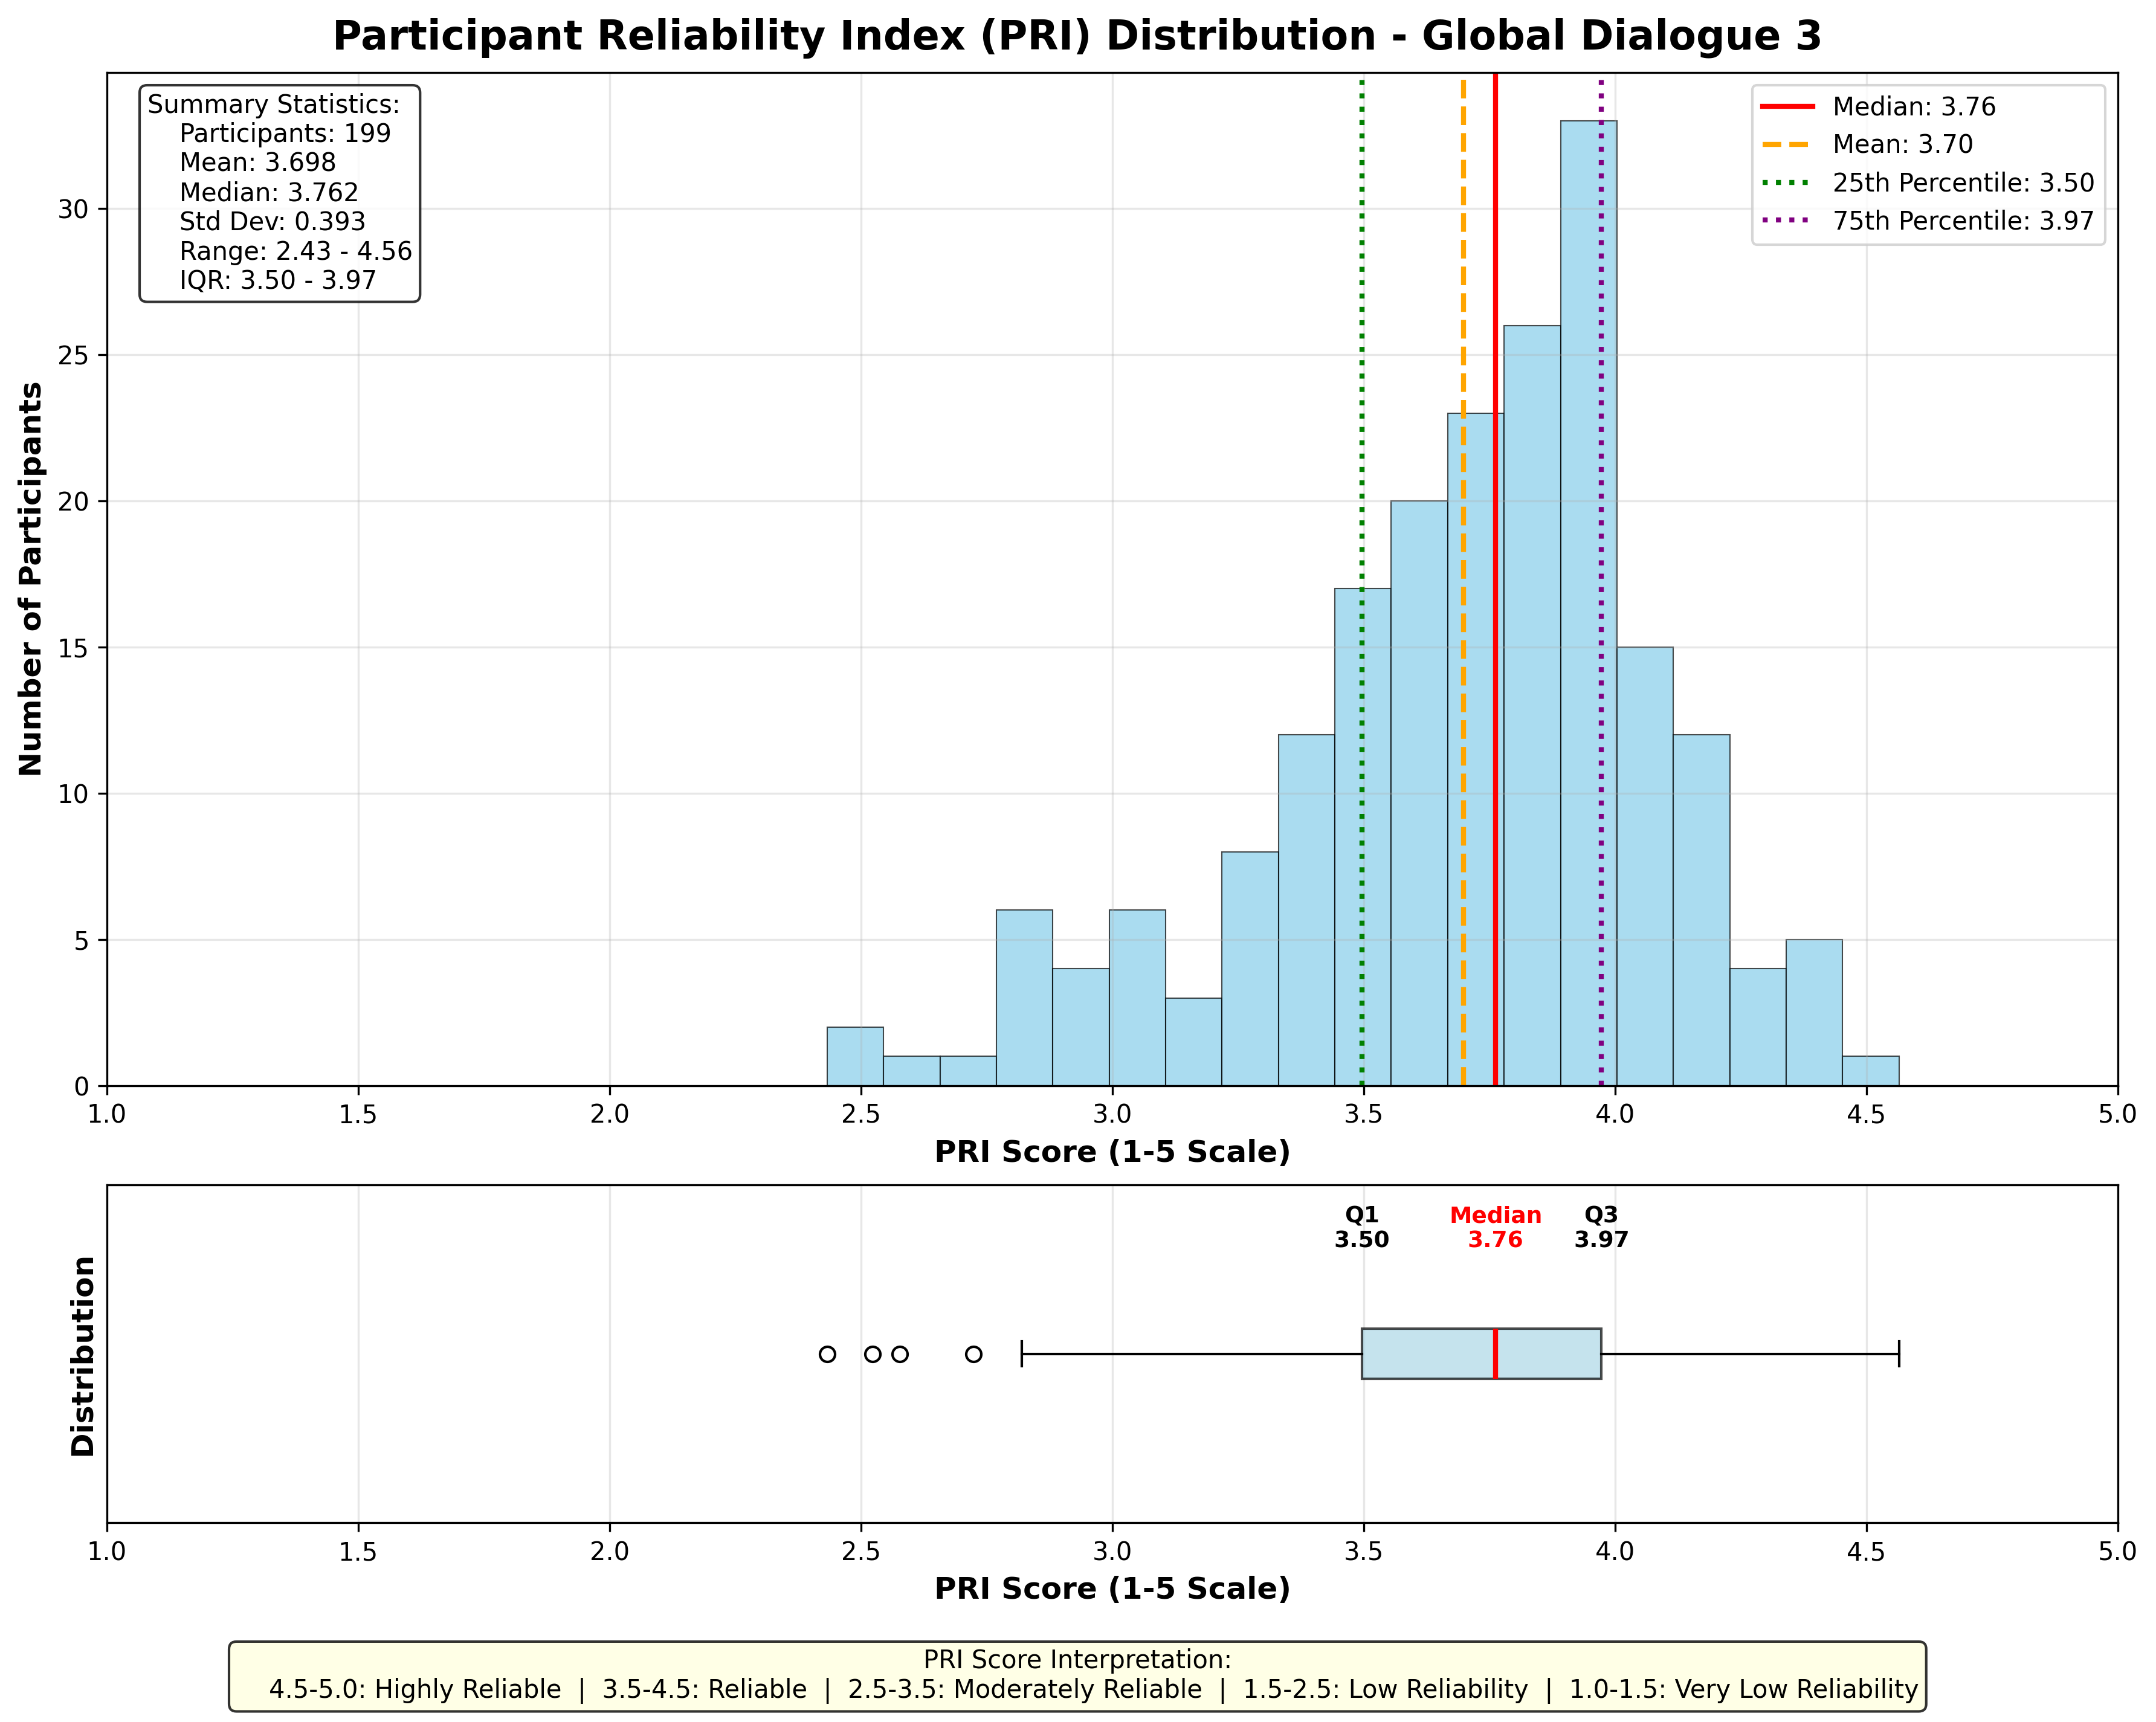 Participant Reliability Index (PRI) Distribution - Global Dialogue 3
Summary Statistics:
Participants: 199
Mean: 3.698
Median: 3.762
Std Dev: 0.393
Range: 2.43 - 4.56
IQR: 3.50 - 3.97
Median: 3.76
Mean: 3.70
25th Percentile: 3.50
75th Percentile: 3.97
Number of Participants
30
25
20
15
10
5
0
1.0 1.5 2.0 2.5 3.0 3.5 4.0 4.5 5.0
PRI Score (1-5 Scale)
Distribution
Q1 Median Q3
3.50 3.76 3.97
1.0 1.5 2.0 2.5 3.0 3.5 4.0 4.5 5.0
PRI Score (1-5 Scale)
PRI Score Interpretation:
4.5-5.0: Highly Reliable | 3.5-4.5: Reliable | 2.5-3.5: Moderately Reliable | 1.5-2.5: Low Reliability | 1.0-1.5: Very Low Reliability